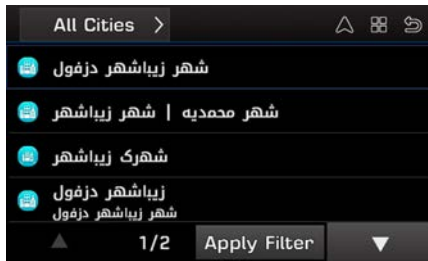 All Cities >
شهر زیباشهر دزفول
شهر محمدیه | شهر زیباشهر
شهرک زیباشهر
زیباشهر دزفول
شهر زیباشهر دزفول
1/2 Apply Filter